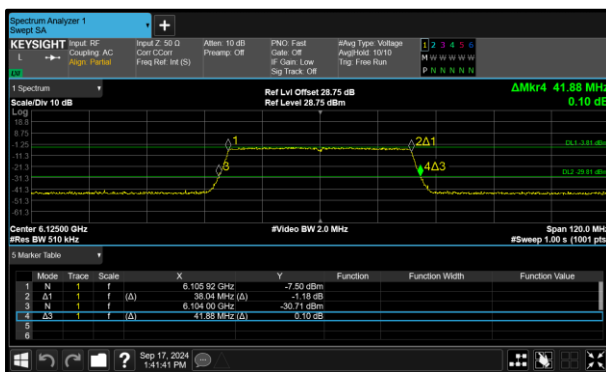 Spectrum Analyzer 1
Swept SA
+
KEYSIGHT
L
Input: RF
Coupling: AC
Align: Partial
Input Z: 50 Ω
Corr CCorr
Freq Ref: Int (S)
Atten: 10 dB
Preamp: Off
PNO: Fast
Gate: Off
IF Gain: Low
Sig Track: Off
#Avg Type: Voltage
Avg|Hold: 10/10
Trig: Free Run
1 2 3 4 5 6
M W W W W W
P N N N N N
1 Spectrum
Scale/Div 10 dB
Ref Lvl Offset 28.75 dB
Ref Level 28.75 dBm
ΔMkr4 41.88 MHz
0.10 dB
Log
18.8
8.75
-1.25
-11.3
-21.3
-31.3
-41.3
-51.3
-61.3
1
2Δ1
3
4Δ3
DL1 -3.81 dBm
DL2 -29.81 dBm
Center 6.12500 GHz
#Res BW 510 kHz
#Video BW 2.0 MHz
Span 120.0 MHz
#Sweep 1.00 s (1001 pts)
5 Marker Table
Mode Trace Scale X Y Function Function Width Function Value
1 N 1 f 6.105 92 GHz -7.50 dBm
2 Δ1 1 f (Δ) 38.04 MHz (Δ) -1.18 dB
3 N 1 f 6.104 00 GHz -30.71 dBm
4 Δ3 1 f (Δ) 41.88 MHz (Δ) 0.10 dB
5
6
?
Sep 17, 2024
1:41:41 PM